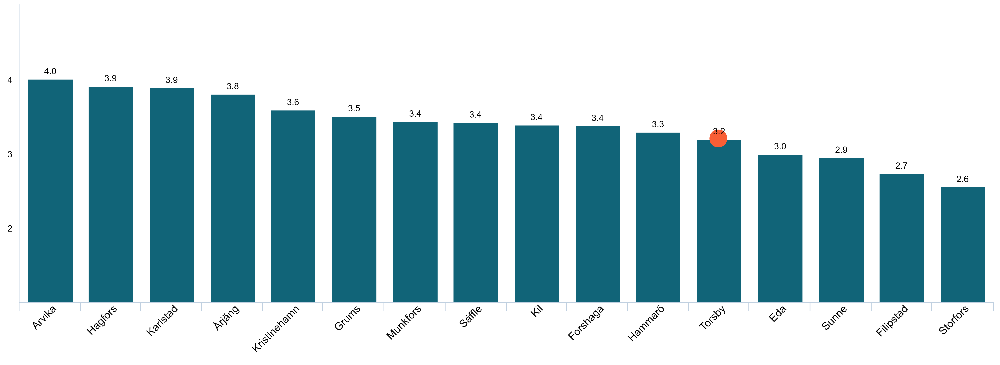 4.0
3.9
3.9
3.8
3.6
3.5
3.4
3.4
3.4
3.4
3.3
3.2
3.0
2.9
2.7
2.6
4
3
2
Arvika
Hagfors
Karlstad
Årjäng
Kristinehamn
Grums
Munkfors
Säffle
Kil
Forshaga
Hammarö
Torsby
Eda
Sunne
Filipstad
Storfors